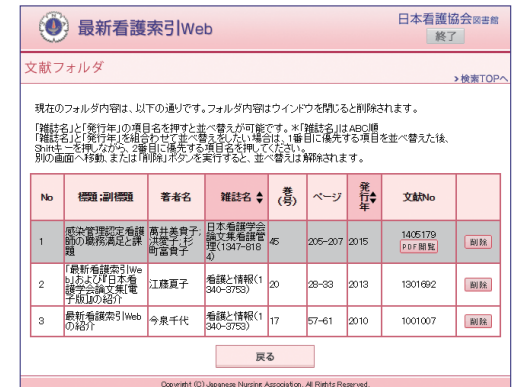 最新看護索引Web
日本看護協会図書館
終了
文献フォルダ
>検索TOPへ
現在のフォルダ内容は、以下の通りです。フォルダ内容はウインドウを閉じると削除されます。
「雑誌名」と「発行年」の項目名を押すと並べ替えが可能です。※「雑誌名」はABC順
「雑誌名」と「発行年」を組合わせて並べ替えをしたい場合は、1番目に優先する項目を並べ替えた後、
Shiftキーを押しながら、2番目に優先する項目名を押してください。
別の画面へ移動、または「削除」ボタンを実行すると、並べ替えは解除されます。
No 標題;副標題 著者名 雑誌名 巻(号) ページ 発行年 文献No
1 感染管理認定看護師の職務満足と課題 高井美貴子;洪愛子;杉町富貴子 日本看護学会論文集看護管理(1347-8184) 45 205-207 2015 1405179 PDF閲覧 削除
2 「最新看護索引Web」および『日本看護学会論文集【電子版】』の紹介 江藤夏子 看護と情報(1340-3753) 20 28-33 2013 1301692 削除
3 最新看護索引Webの紹介 今泉千代 看護と情報(1340-3753) 17 57-61 2010 1001007 削除
戻る
Copyright (C) Japanese Nursing Association. All Rights Reserved.